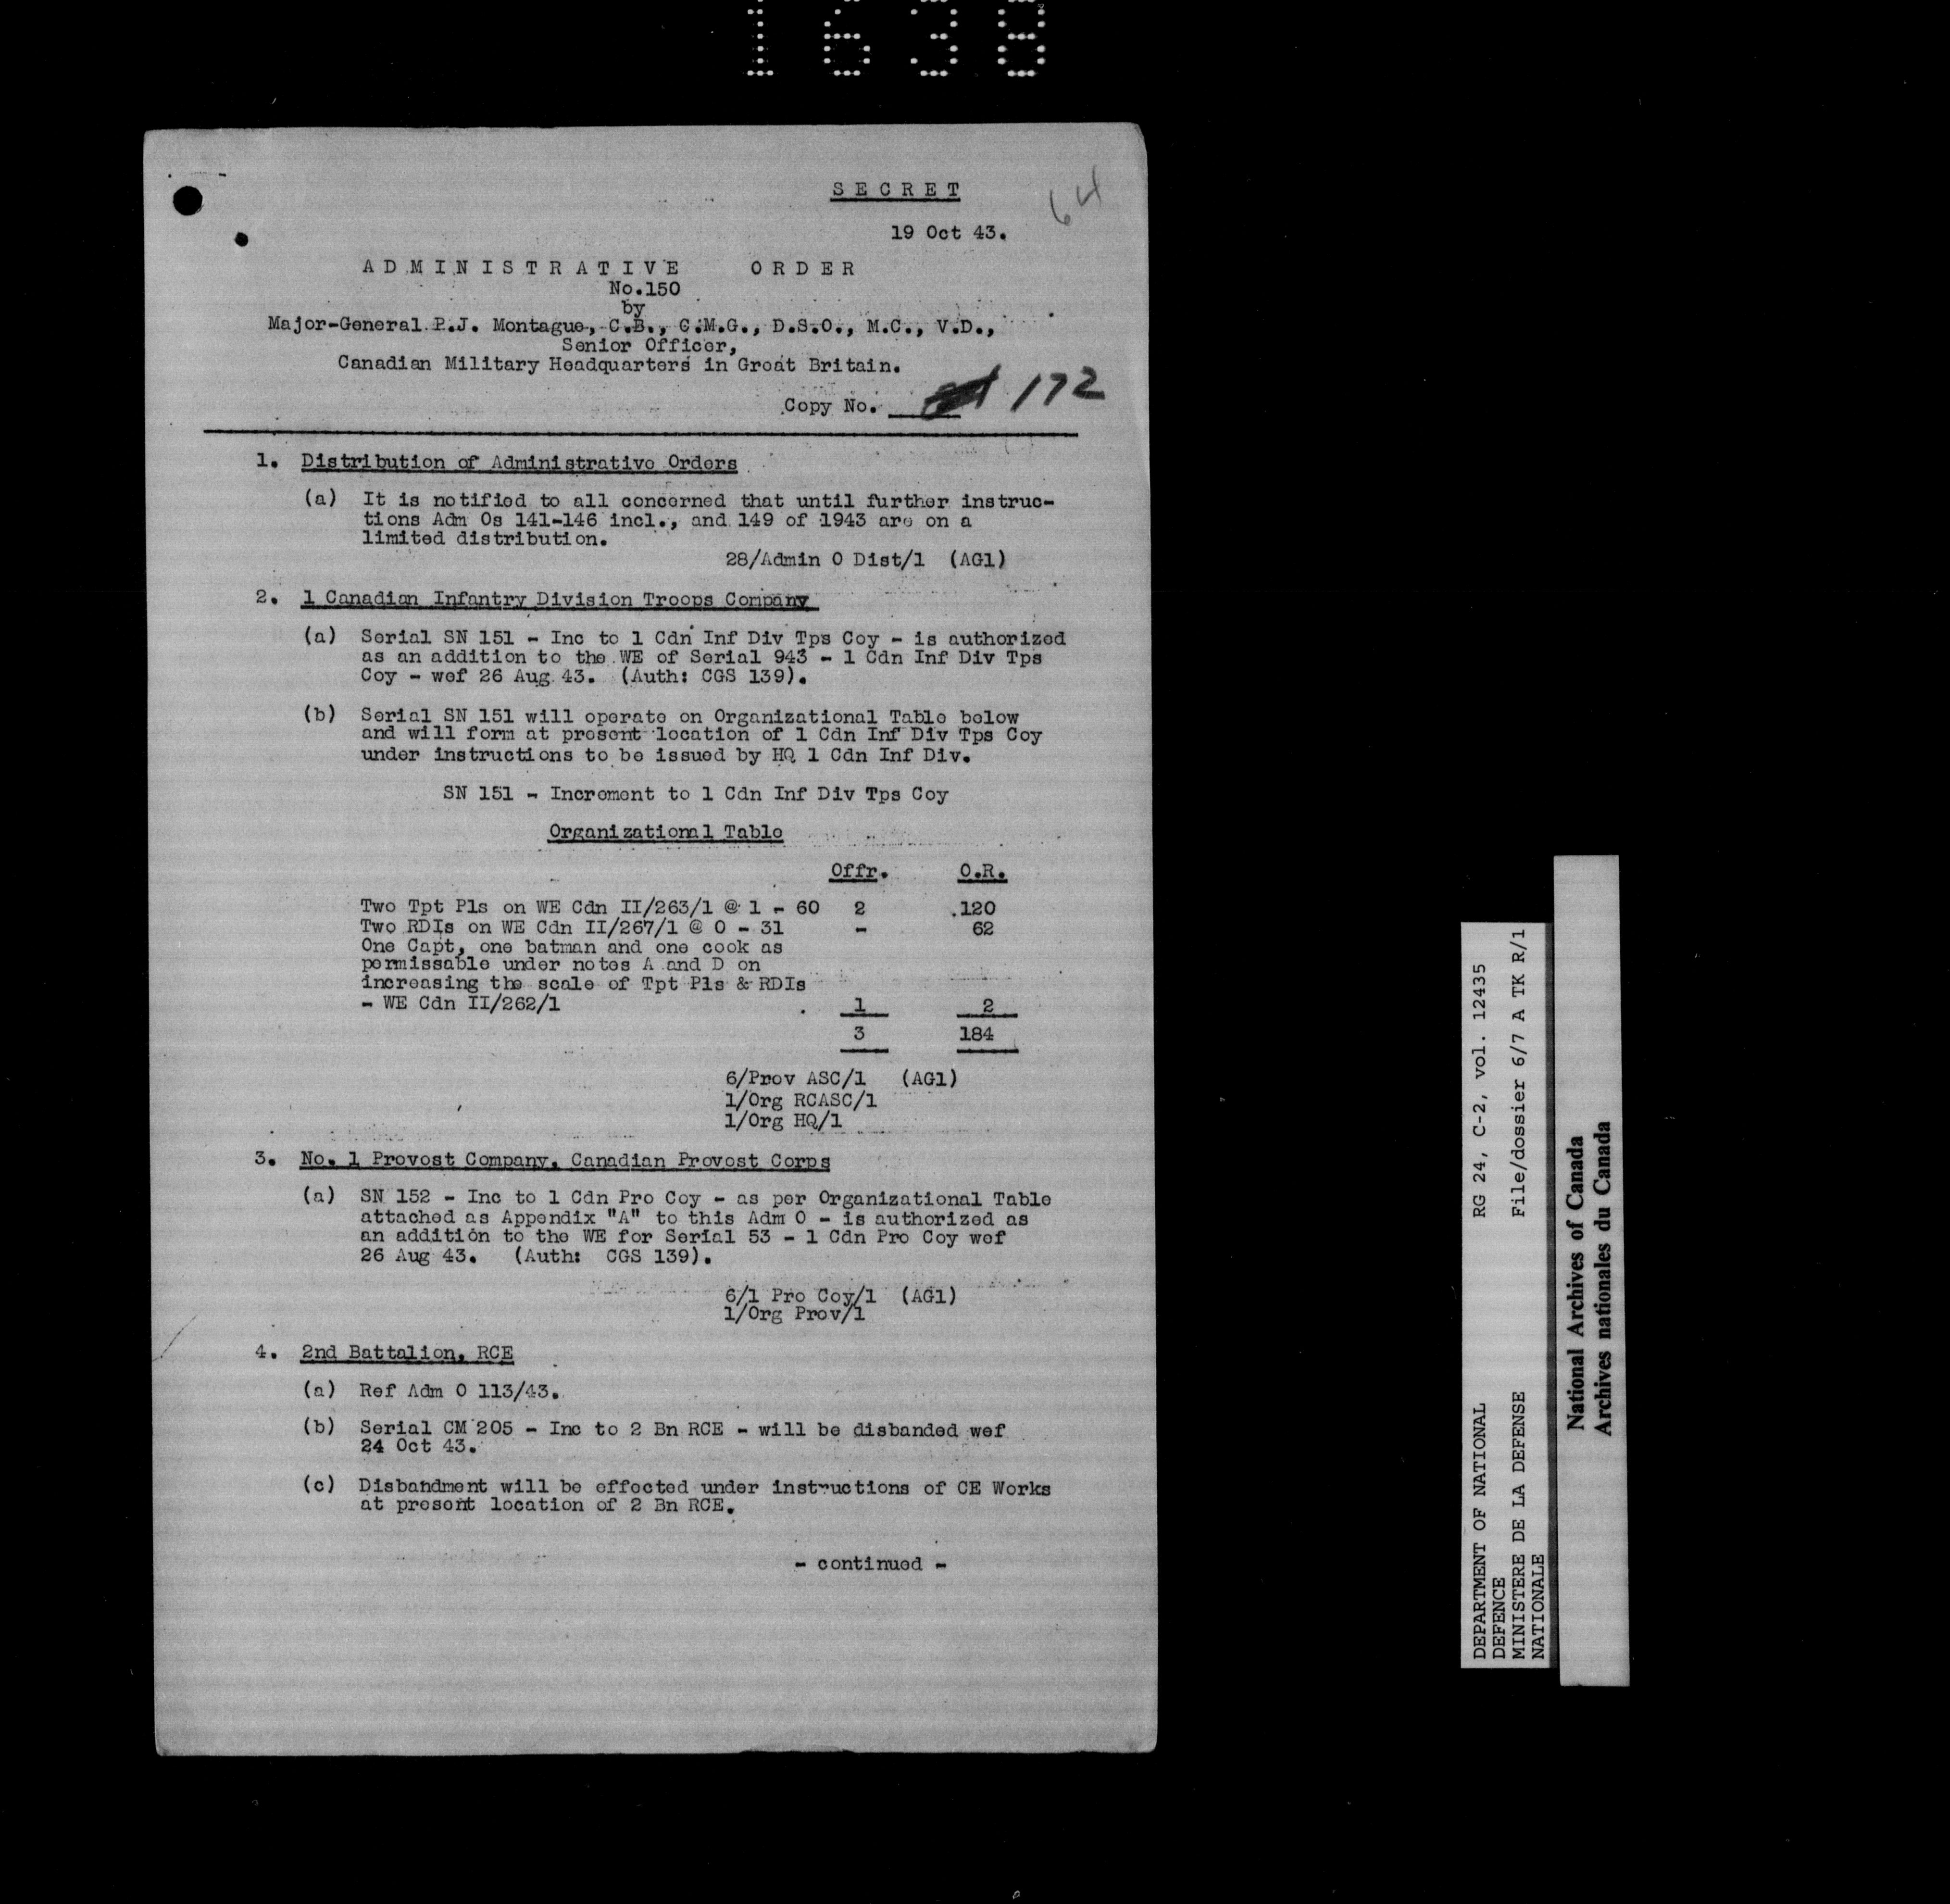 1638
SECRET
64
19 Oct 43.
ADMINISTRATIVE ORDER
No.150
by
Major-General P.J. Montague, C.B., C.M.G., D.S.O., M.C., V.D.,
Senior Officer,
Canadian Military Headquarters in Great Britain.
Copy No. 172
1. Distribution of Administrative Orders
(a) It is notified to all concerned that until further instruc-
tions Adm Os 141-146 incl., and 149 of 1943 are on a
limited distribution.
28/Admin O Dist/1 (AG1)
2. 1 Canadian Infantry Division Troops Company
(a) Serial SN 151 - Inc to 1 Cdn Inf Div Tps Coy - is authorized
as an addition to the WE of Serial 943 - 1 Cdn Inf Div Tps
Coy - wef 26 Aug 43. (Auth: CGS 139).
(b) Serial SN 151 will operate on Organizational Table below
and will form at present location of 1 Cdn Inf Div Tps Coy
under instructions to be issued by HQ 1 Cdn Inf Div.
SN 151 - Increment to 1 Cdn Inf Div Tps Coy
Organizational Table
Offr. O.R.
Two Tpt Pls on WE Cdn II/263/1 @ 1 - 60 2 120
Two RDIs on WE Cdn II/267/1 @ 0 - 31 - 62
One Capt, one batman and one cook as
permissable under notes A and D on
increasing the scale of Tpt Pls & RDIs
- WE Cdn II/262/1 1 2
3 184
6/Prov ASC/1 (AG1)
1/Org RCASC/1
1/Org HQ/1
3. No. 1 Provost Company, Canadian Provost Corps
(a) SN 152 - Inc to 1 Cdn Pro Coy - as per Organizational Table
attached as Appendix "A" to this Adm O - is authorized as
an addition to the WE for Serial 53 - 1 Cdn Pro Coy wef
26 Aug 43. (Auth: CGS 139).
6/1 Pro Coy/1 (AG1)
1/Org Prov/1
4. 2nd Battalion, RCE
(a) Ref Adm O 113/43.
(b) Serial CM 205 - Inc to 2 Bn RCE - will be disbanded wef
24 Oct 43.
(c) Disbandment will be effected under instructions of CE Works
at present location of 2 Bn RCE.
- continued -
DEPARTMENT OF NATIONAL RG 24, C-2, vol. 12435
DEFENCE
MINISTERE DE LA DEFENSE File/dossier 6/7 A TK R/1
NATIONALE
National Archives of Canada
Archives nationales du Canada